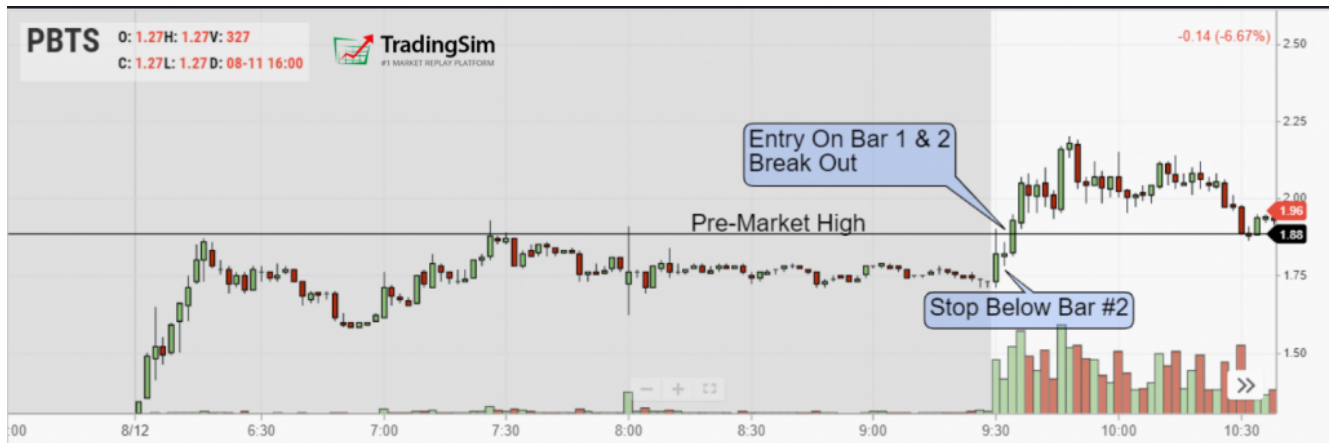 PBTS
O: 1.27H: 1.27V: 327
C: 1.27L: 1.27 D: 08-11 16:00
TradingSim
#1 MARKET REPLAY PLATFORM
-0.14 (-6.67%)
2.50
2.25
Entry On Bar 1 & 2
Break Out
2.00
1.96
Pre-Market High
1.88
1.75
Stop Below Bar #2
1.50
:00
8/12
6:30
7:00
7:30
8:00
8:30
9:00
9:30
10:00
10:30